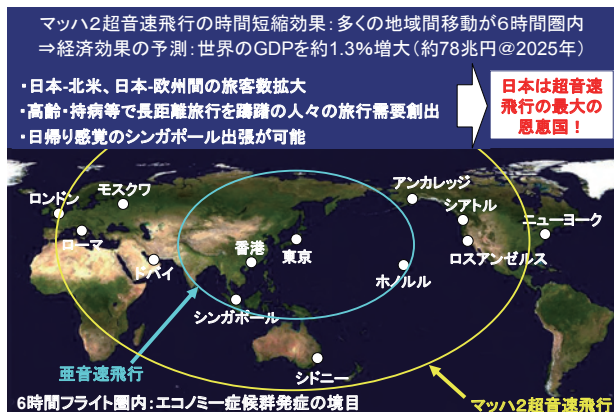 マッハ2超音速飛行の時間短縮効果：多くの地域間移動が6時間圏内
⇒経済効果の予測：世界のGDPを約1.3％増大（約78兆円＠2025年）
・日本-北米、日本-欧州間の旅客数拡大
・高齢・持病等で長距離旅行を躊躇の人々の旅行需要創出
・日帰り感覚のシンガポール出張が可能
日本は超音速
飛行の最大の
恩恵国！
ロンドン
モスクワ
アンカレッジ
シアトル
ニューヨーク
ローマ
ドバイ
香港
東京
ロスアンゼルス
ホノルル
シンガポール
亜音速飛行
シドニー
6時間フライト圏内：エコノミー症候群発症の境目
マッハ2超音速飛行